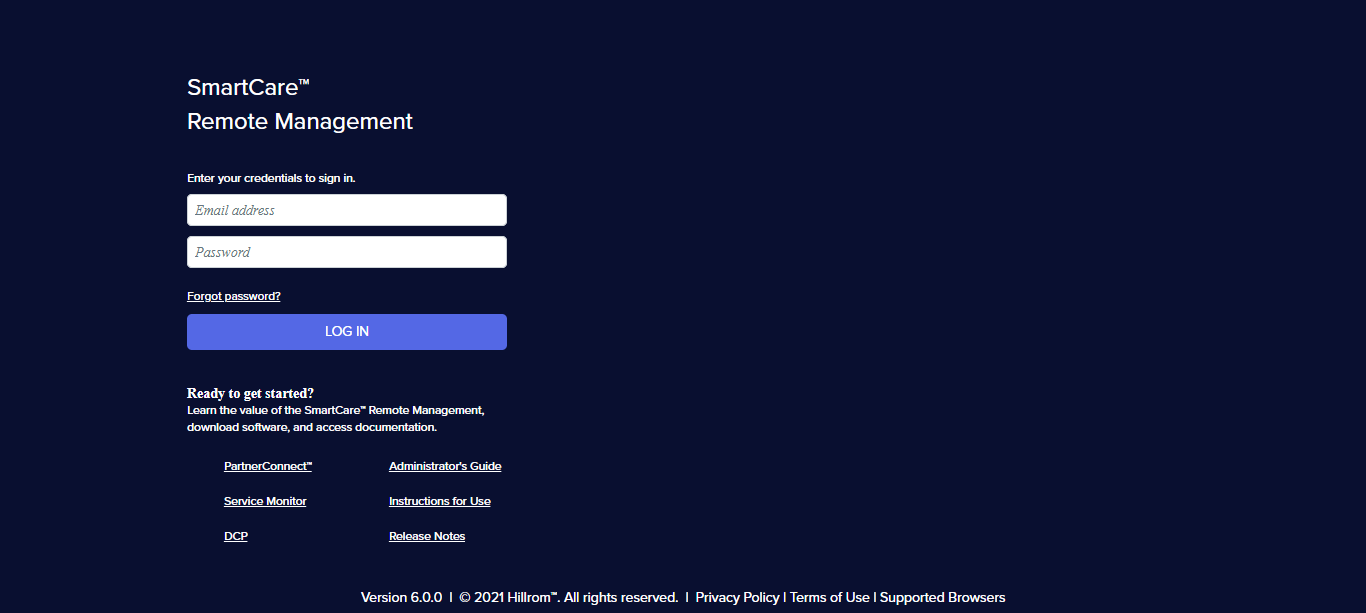 SmartCare™
Remote Management
Enter your credentials to sign in.
Email address
Password
Forgot password?
LOG IN
Ready to get started?
Learn the value of the SmartCare™ Remote Management,
download software, and access documentation.
PartnerConnect™ Administrator's Guide
Service Monitor Instructions for Use
DCP Release Notes
Version 6.0.0 | © 2021 Hillrom™. All rights reserved. | Privacy Policy | Terms of Use | Supported Browsers